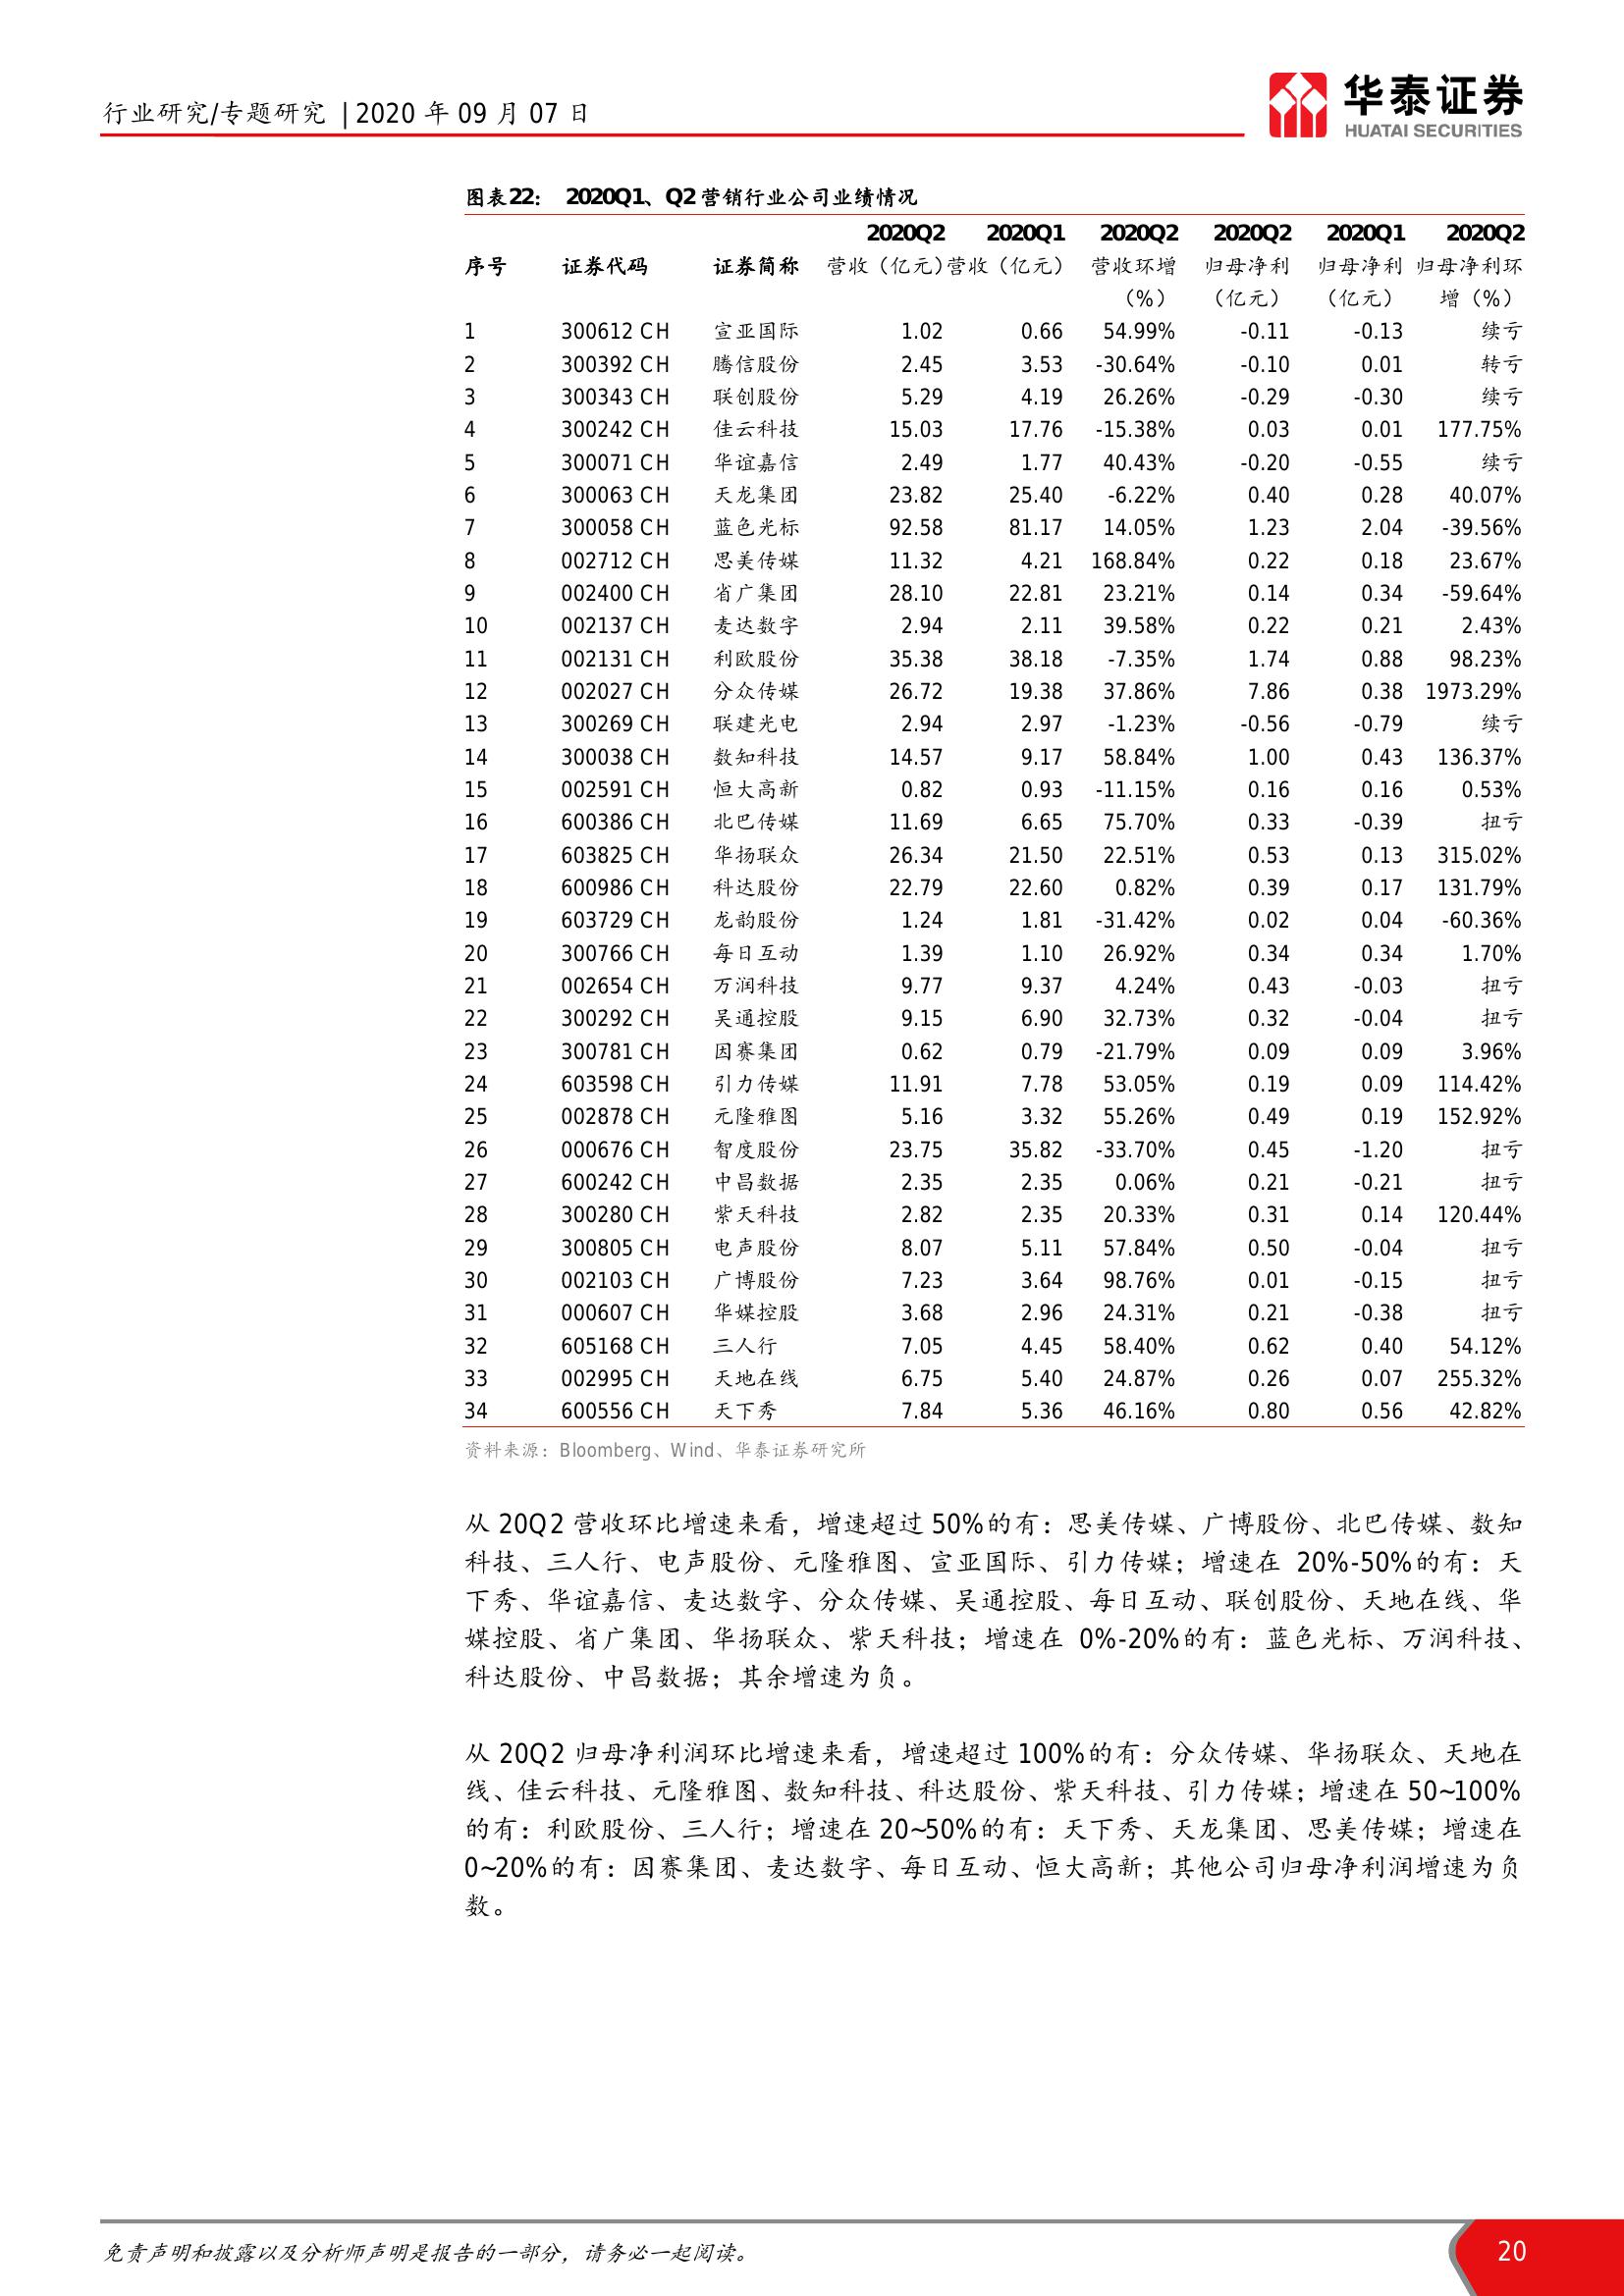 行业研究/专题研究 | 2020 年 09 月 07 日
华泰证券
HUATAI SECURITIES
图表22： 2020Q1、Q2 营销行业公司业绩情况
2020Q2 2020Q1 2020Q2 2020Q2 2020Q1 2020Q2
序号 证券代码 证券简称 营收（亿元） 营收（亿元） 营收环增 归母净利 归母净利 归母净利环
（%） （亿元） （亿元） 增（%）
1 300612 CH 宣亚国际 1.02 0.66 54.99% -0.11 -0.13 续亏
2 300392 CH 腾信股份 2.45 3.53 -30.64% -0.10 0.01 转亏
3 300343 CH 联创股份 5.29 4.19 26.26% -0.29 -0.30 续亏
4 300242 CH 佳云科技 15.03 17.76 -15.38% 0.03 0.01 177.75%
5 300071 CH 华谊嘉信 2.49 1.77 40.43% -0.20 -0.55 续亏
6 300063 CH 天龙集团 23.82 25.40 -6.22% 0.40 0.28 40.07%
7 300058 CH 蓝色光标 92.58 81.17 14.05% 1.23 2.04 -39.56%
8 002712 CH 思美传媒 11.32 4.21 168.84% 0.22 0.18 23.67%
9 002400 CH 省广集团 28.10 22.81 23.21% 0.14 0.34 -59.64%
10 002137 CH 麦达数字 2.94 2.11 39.58% 0.22 0.21 2.43%
11 002131 CH 利欧股份 35.38 38.18 -7.35% 1.74 0.88 98.23%
12 002027 CH 分众传媒 26.72 19.38 37.86% 7.86 0.38 1973.29%
13 300269 CH 联建光电 2.94 2.97 -1.23% -0.56 -0.79 续亏
14 300038 CH 数知科技 14.57 9.17 58.84% 1.00 0.43 136.37%
15 002591 CH 恒大高新 0.82 0.93 -11.15% 0.16 0.16 0.53%
16 600386 CH 北巴传媒 11.69 6.65 75.70% 0.33 -0.39 扭亏
17 603825 CH 华扬联众 26.34 21.50 22.51% 0.53 0.13 315.02%
18 600986 CH 科达股份 22.79 22.60 0.82% 0.39 0.17 131.79%
19 603729 CH 龙韵股份 1.24 1.81 -31.42% 0.02 0.04 -60.36%
20 300766 CH 每日互动 1.39 1.10 26.92% 0.34 0.34 1.70%
21 002654 CH 万润科技 9.77 9.37 4.24% 0.43 -0.03 扭亏
22 300292 CH 吴通控股 9.15 6.90 32.73% 0.32 -0.04 扭亏
23 300781 CH 因赛集团 0.62 0.79 -21.79% 0.09 0.09 3.96%
24 603598 CH 引力传媒 11.91 7.78 53.05% 0.19 0.09 114.42%
25 002878 CH 元隆雅图 5.16 3.32 55.26% 0.49 0.19 152.92%
26 000676 CH 智度股份 23.75 35.82 -33.70% 0.45 -1.20 扭亏
27 600242 CH 中昌数据 2.35 2.35 0.06% 0.21 -0.21 扭亏
28 300280 CH 紫天科技 2.82 2.35 20.33% 0.31 0.14 120.44%
29 300805 CH 电声股份 8.07 5.11 57.84% 0.50 -0.04 扭亏
30 002103 CH 广博股份 7.23 3.64 98.76% 0.01 -0.15 扭亏
31 000607 CH 华媒控股 3.68 2.96 24.31% 0.21 -0.38 扭亏
32 605168 CH 三人行 7.05 4.45 58.40% 0.62 0.40 54.12%
33 002995 CH 天地在线 6.75 5.40 24.87% 0.26 0.07 255.32%
34 600556 CH 天下秀 7.84 5.36 46.16% 0.80 0.56 42.82%
资料来源：Bloomberg、Wind、华泰证券研究所
从 20Q2 营收环比增速来看，增速超过 50%的有：思美传媒、广博股份、北巴传媒、数知
科技、三人行、电声股份、元隆雅图、宣亚国际、引力传媒；增速在 20%-50%的有：天
下秀、华谊嘉信、麦达数字、分众传媒、吴通控股、每日互动、联创股份、天地在线、华
媒控股、省广集团、华扬联众、紫天科技；增速在 0%-20%的有：蓝色光标、万润科技、
科达股份、中昌数据；其余增速为负。
从 20Q2 归母净利润环比增速来看，增速超过 100%的有：分众传媒、华扬联众、天地在
线、佳云科技、元隆雅图、数知科技、科达股份、紫天科技、引力传媒；增速在 50~100%
的有：利欧股份、三人行；增速在 20~50%的有：天下秀、天龙集团、思美传媒；增速在
0~20%的有：因赛集团、麦达数字、每日互动、恒大高新；其他公司归母净利润增速为负
数。
免责声明和披露以及分析师声明是报告的一部分，请务必一起阅读。
20